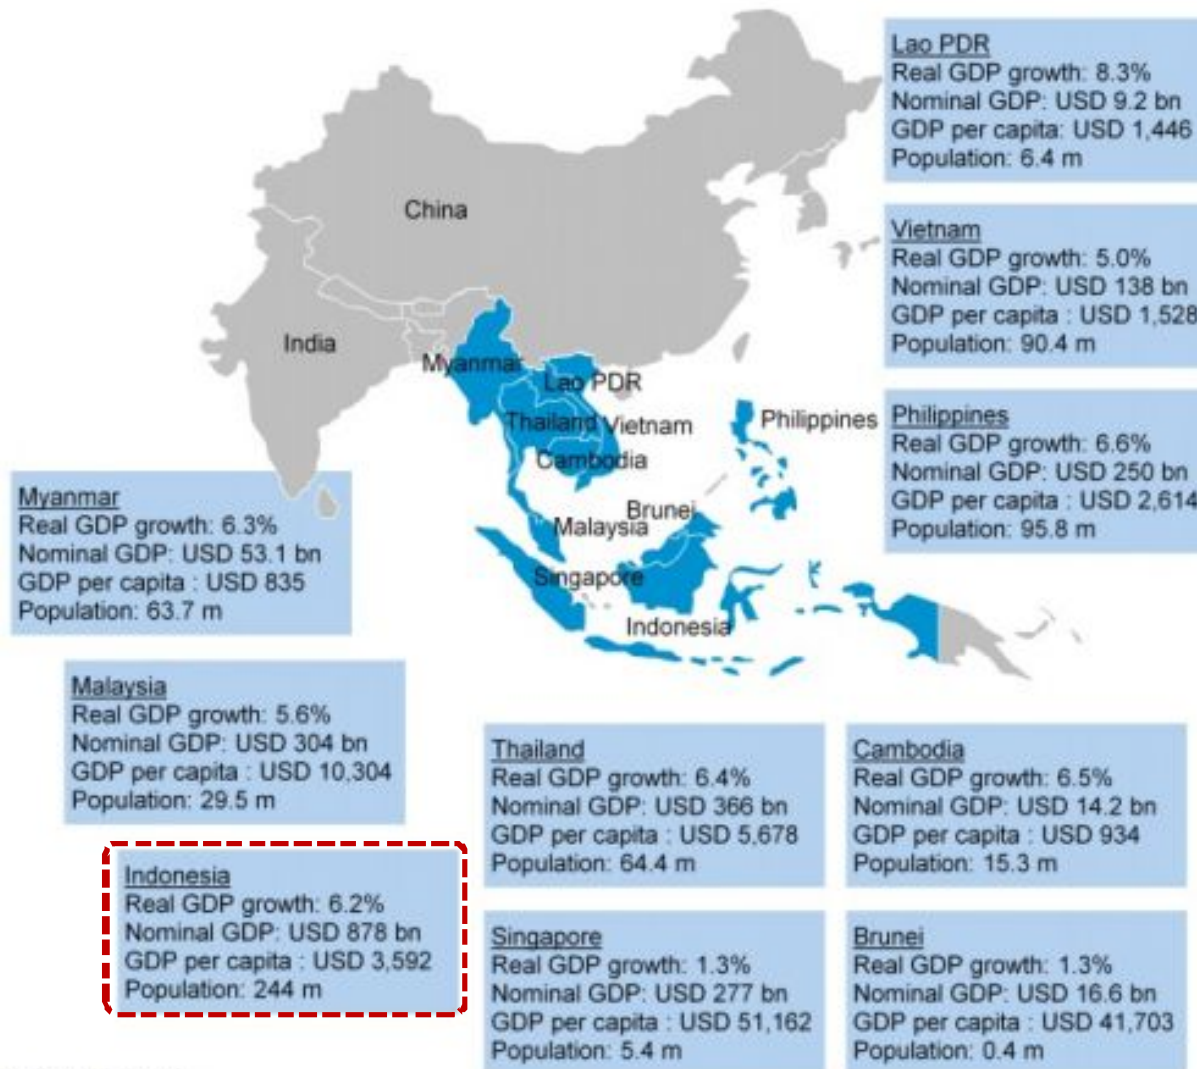 Lao PDR
Real GDP growth: 8.3%
Nominal GDP: USD 9.2 bn
GDP per capita: USD 1,446
Population: 6.4 m
China
Vietnam
Real GDP growth: 5.0%
Nominal GDP: USD 138 bn
GDP per capita : USD 1,528
Population: 90.4 m
India
Myanmar
Lao PDR
Thailand
Vietnam
Cambodia
Philippines
Brunei
Malaysia
Singapore
Indonesia
Philippines
Real GDP growth: 6.6%
Nominal GDP: USD 250 bn
GDP per capita : USD 2,614
Population: 95.8 m
Myanmar
Real GDP growth: 6.3%
Nominal GDP: USD 53.1 bn
GDP per capita : USD 835
Population: 63.7 m
Malaysia
Real GDP growth: 5.6%
Nominal GDP: USD 304 bn
GDP per capita : USD 10,304
Population: 29.5 m
Thailand
Real GDP growth: 6.4%
Nominal GDP: USD 366 bn
GDP per capita : USD 5,678
Population: 64.4 m
Cambodia
Real GDP growth: 6.5%
Nominal GDP: USD 14.2 bn
GDP per capita : USD 934
Population: 15.3 m
Indonesia
Real GDP growth: 6.2%
Nominal GDP: USD 878 bn
GDP per capita : USD 3,592
Population: 244 m
Singapore
Real GDP growth: 1.3%
Nominal GDP: USD 277 bn
GDP per capita : USD 51,162
Population: 5.4 m
Brunei
Real GDP growth: 1.3%
Nominal GDP: USD 16.6 bn
GDP per capita : USD 41,703
Population: 0.4 m